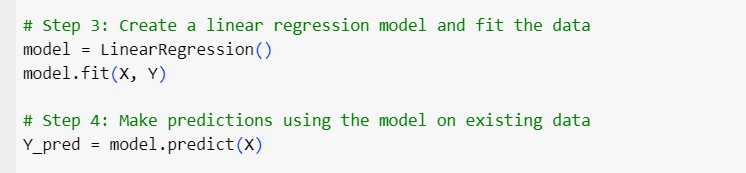 # Step 3: Create a linear regression model and fit the data
model = LinearRegression()
model.fit(X, Y)
# Step 4: Make predictions using the model on existing data
Y_pred = model.predict(X)